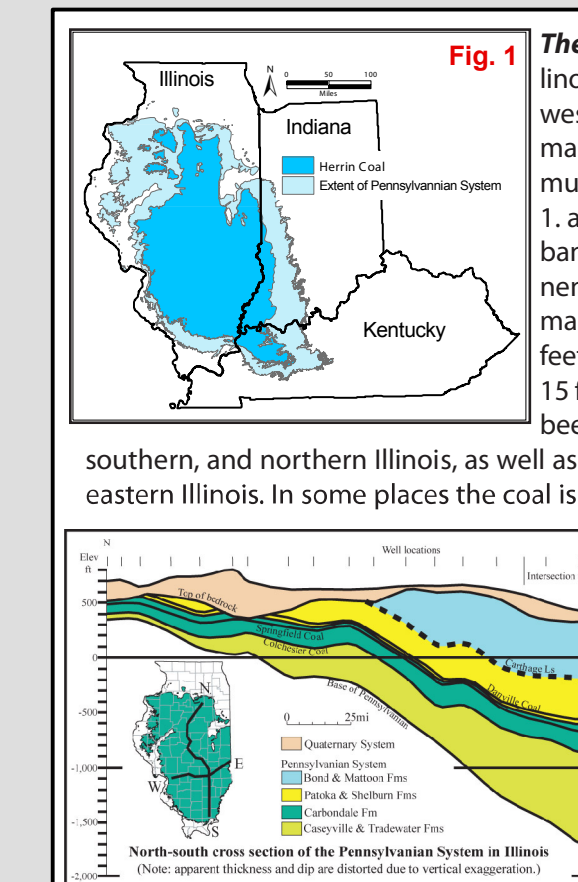 Fig. 1
Illinois
N
0 50 100
Miles
Indiana
Herrin Coal
Extent of Pennsylvannian System
Kentucky
The
lino
wes
ma
mu
1. a
bar
ner
ma
feet
15 f
bee
southern, and northern Illinois, as well as
eastern Illinois. In some places the coal is
N
Elev
ft
Well locations
Intersection
500
Top of bedrock
Springfield Coal
Colchester Coal
0
Carthage Ls
Danville Coal
Base of Pennsylvanian
-500
N
0 25mi
Quaternary System
Pennsylvanian System
E
Bond & Mattoon Fms
-1,000
W
Patoka & Shelburn Fms
Carbondale Fm
-1,500
S
Caseyville & Tradewater Fms
North-south cross section of the Pennsylvanian System in Illinois
(Note: apparent thickness and dip are distorted due to vertical exaggeration.)
-2,000